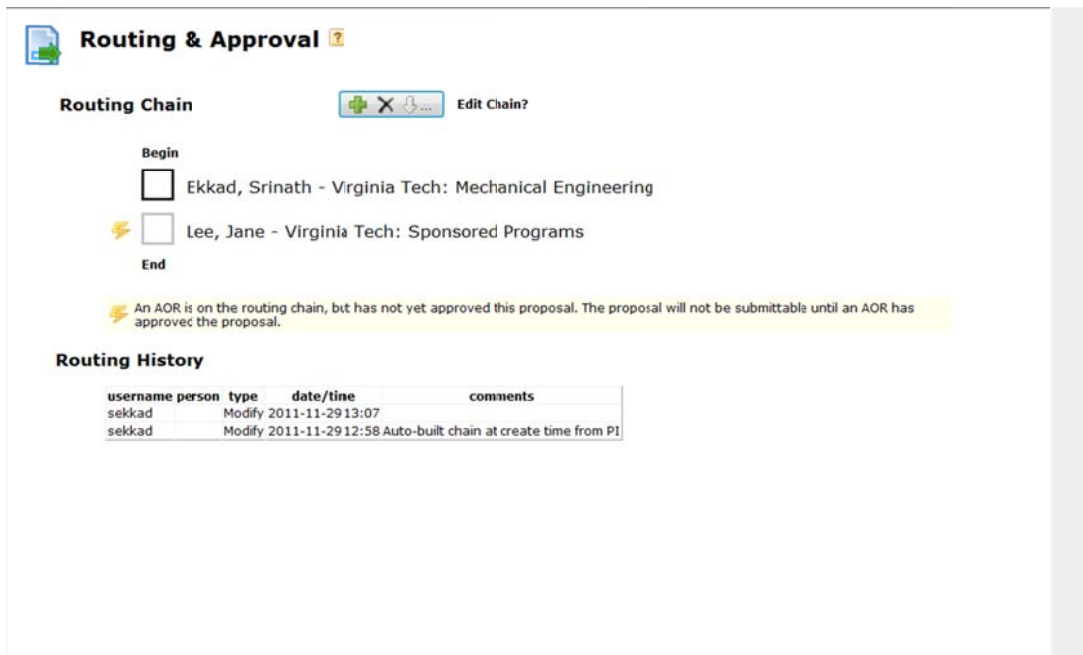 Routing & Approval ?
Routing Chain ... Edit Chain?
Begin
Ekkad, Srinath - Virginia Tech: Mechanical Engineering
Lee, Jane - Virginia Tech: Sponsored Programs
End
An AOR is on the routing chain, but has not yet approved this proposal. The proposal will not be submittable until an AOR has
approved the proposal.
Routing History
username person type date/time comments
sekkad Modify 2011-11-29 13:07
sekkad Modify 2011-11-29 12:58 Auto-built chain at create time from PI